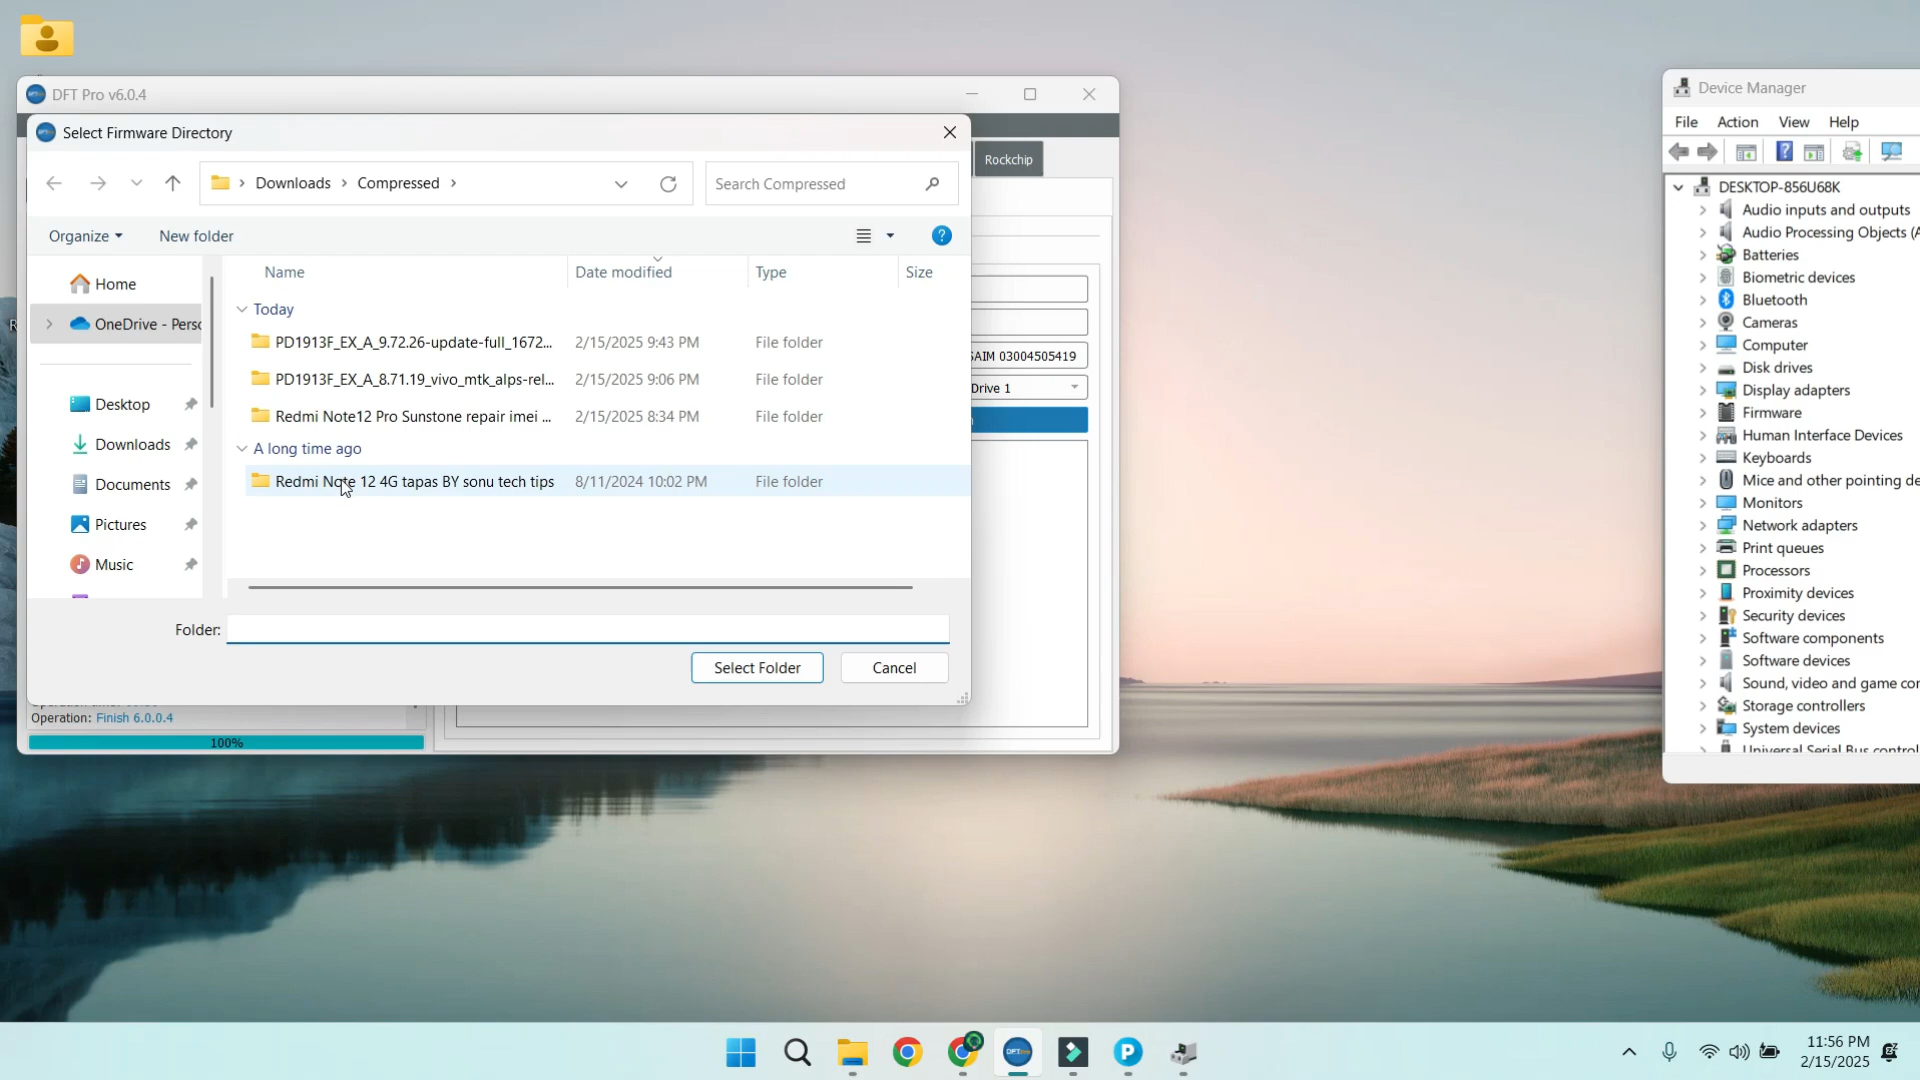 DFT Pro v6.0.4
Select Firmware Directory
Downloads
Compressed
Search Compressed
Organize
New folder
Home
OneDrive - Perso
Desktop
Downloads
Documents
Pictures
Music
Name
Date modified
Type
Size
Today
PD1913F_EX_A_9.72.26-update-full_1672...
2/15/2025 9:43 PM
File folder
PD1913F_EX_A_8.71.19_vivo_mtk_alps-rel...
2/15/2025 9:06 PM
File folder
Redmi Note12 Pro Sunstone repair imei ...
2/15/2025 8:34 PM
File folder
A long time ago
Redmi Note 12 4G tapas BY sonu tech tips
8/11/2024 10:02 PM
File folder
Folder:
Select Folder
Cancel
Rockchip
SAIM 03004505419
Drive 1
Operation: Finish 6.0.0.4
100%
Device Manager
File
Action
View
Help
DESKTOP-856U68K
Audio inputs and outputs
Audio Processing Objects (A
Batteries
Biometric devices
Bluetooth
Cameras
Computer
Disk drives
Display adapters
Firmware
Human Interface Devices
Keyboards
Mice and other pointing de
Monitors
Network adapters
Print queues
Processors
Proximity devices
Security devices
Software components
Software devices
Sound, video and game cor
Storage controllers
System devices
Universal Serial Bus control
11:56 PM
2/15/2025